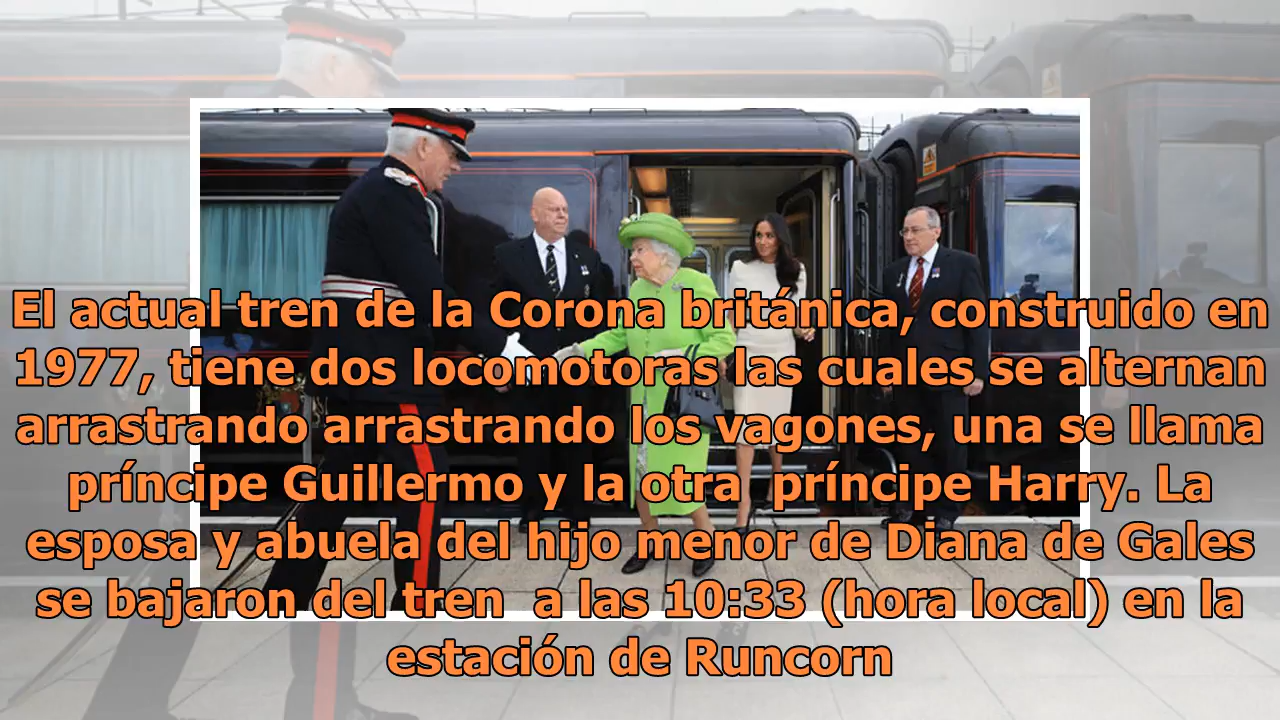 El actual tren de la Corona británica, construido en
1977, tiene dos locomotoras las cuales se alternan
arrastrando arrastrando los vagones, una se llama
príncipe Guillermo y la otra  príncipe Harry. La
esposa y abuela del hijo menor de Diana de Gales
se bajaron del tren  a las 10:33 (hora local) en la
estación de Runcorn